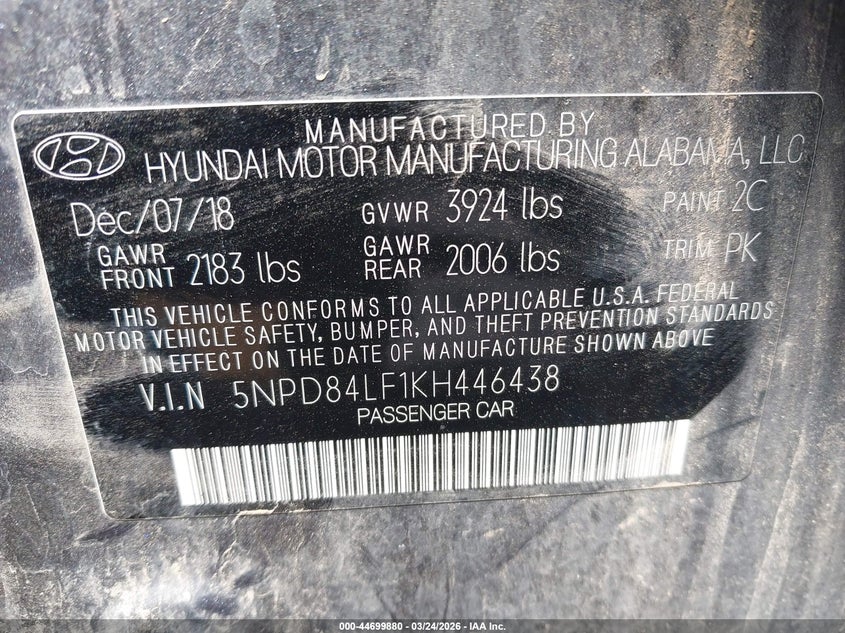 MANUFACTURED BY
HYUNDAI MOTOR MANUFACTURING ALABAMA, LLC
Dec/07/18 GVWR 3924 lbs PAINT 2C
GAWR FRONT 2183 lbs GAWR REAR 2006 lbs TRIM PK
THIS VEHICLE CONFORMS TO ALL APPLICABLE U.S.A. FEDERAL
MOTOR VEHICLE SAFETY, BUMPER, AND THEFT PREVENTION STANDARDS
IN EFFECT ON THE DATE OF MANUFACTURE SHOWN ABOVE
V.I.N 5NPD84LF1KH446438
PASSENGER CAR
000-44699880 — 03/24/2026 — IAA Inc.